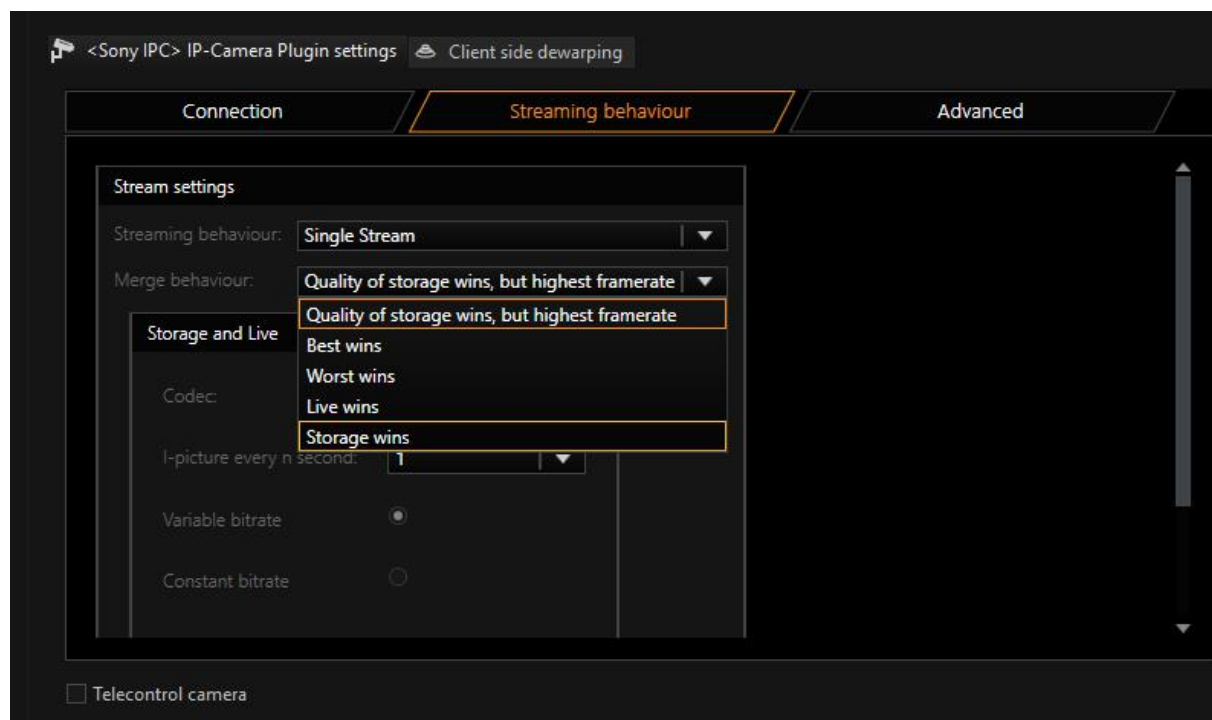 <Sony IPC> IP-Camera Plugin settings Client side dewarping
Connection Streaming behaviour Advanced
Stream settings
Streaming behaviour: Single Stream
Merge behaviour: Quality of storage wins, but highest framerate
Quality of storage wins, but highest framerate
Storage and Live
Best wins
Worst wins
Codec:
Live wins
Storage wins
I-picture every n second: 1
Variable bitrate
Constant bitrate
Telecontrol camera